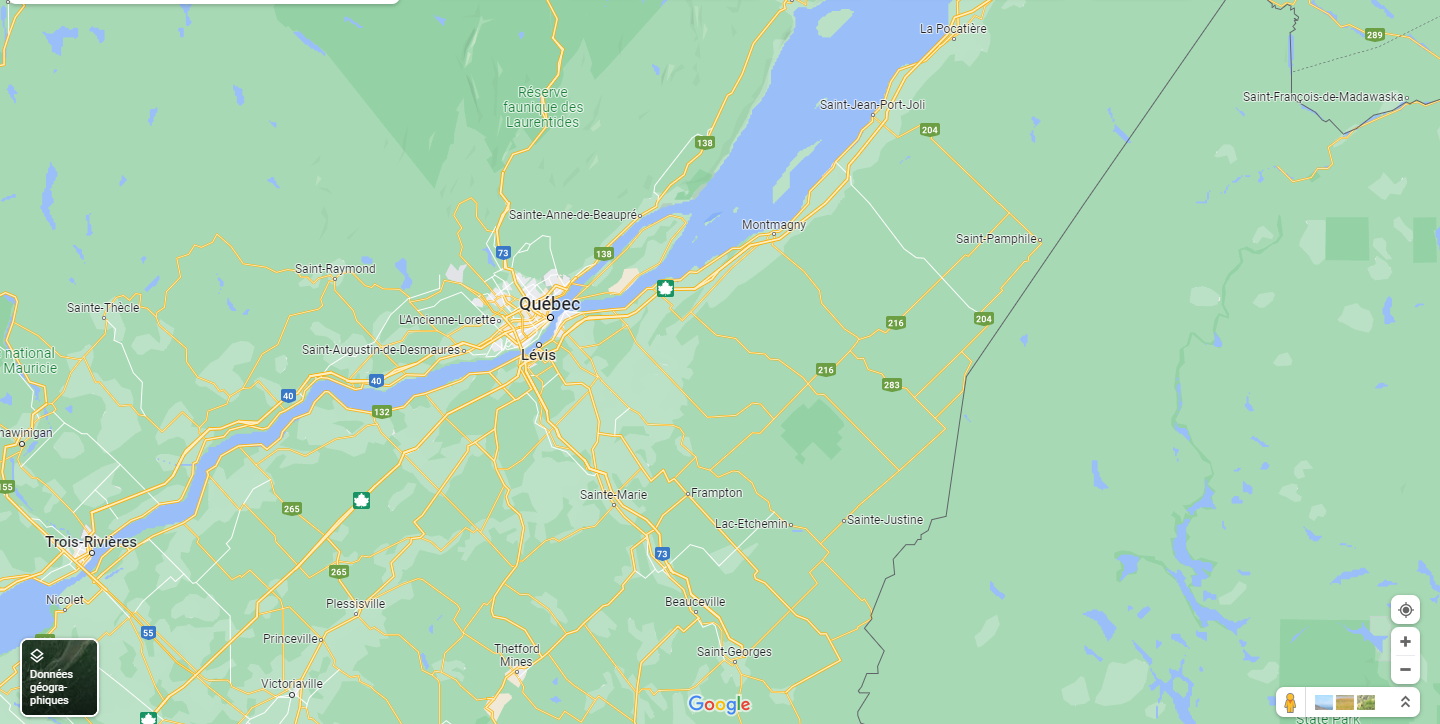 La Pocatière
289
Réserve
faunique des
Laurentides
Saint-François-de-Madawaska
Saint-Jean-Port-Joli
204
138
Sainte-Anne-de-Beaupré
Montmagny
Saint-Pamphile
73
138
Saint-Raymond
Québec
Sainte-Thècle
L'Ancienne-Lorette
216
204
national
Mauricie
Saint-Augustin-de-Desmaures
Lévis
216
40
283
40
132
hawinigan
155
Sainte-Marie
Frampton
265
Lac-Etchemin
Sainte-Justine
Trois-Rivières
73
265
Nicolet
Plessisville
Beauceville
55
Princeville
Thetford
Mines
Saint-Georges
Données
géogra-
phiques
Victoriaville
Google
State Park